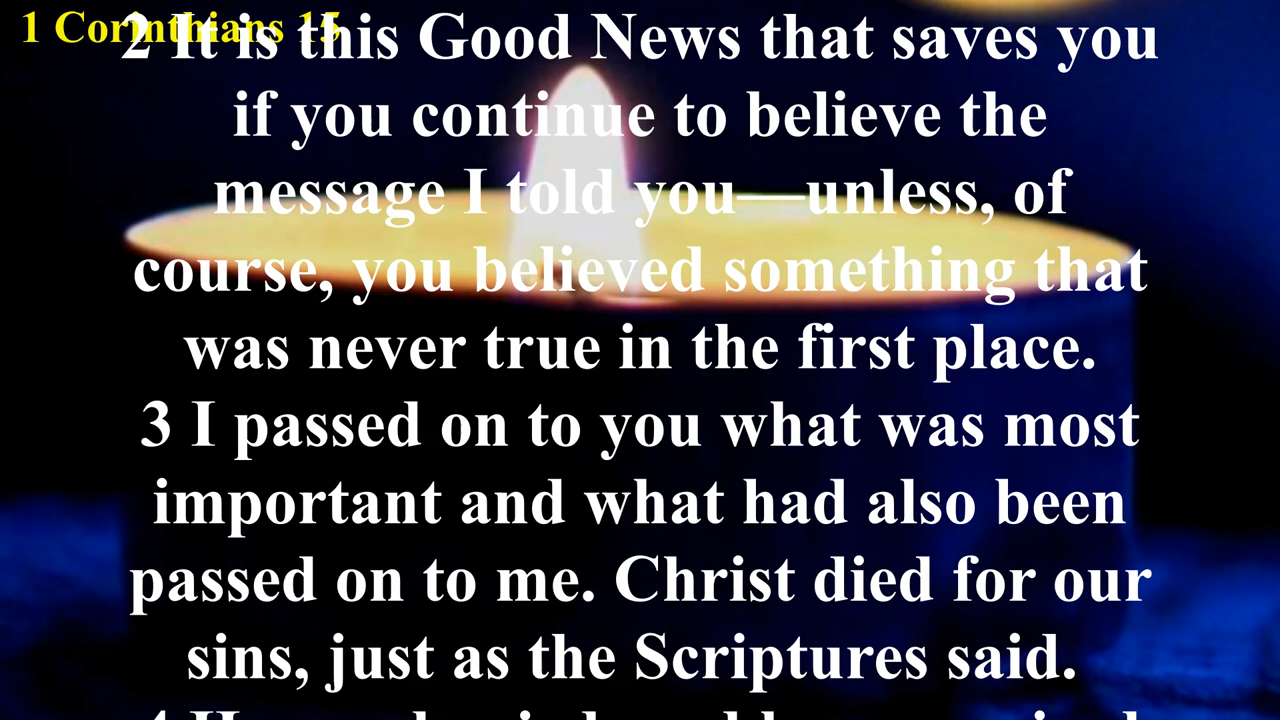 1 Corinthians 15
2 It is this Good News that saves you
if you continue to believe the
message I told you—unless, of
course, you believed something that
was never true in the first place.
3 I passed on to you what was most
important and what had also been
passed on to me. Christ died for our
sins, just as the Scriptures said.